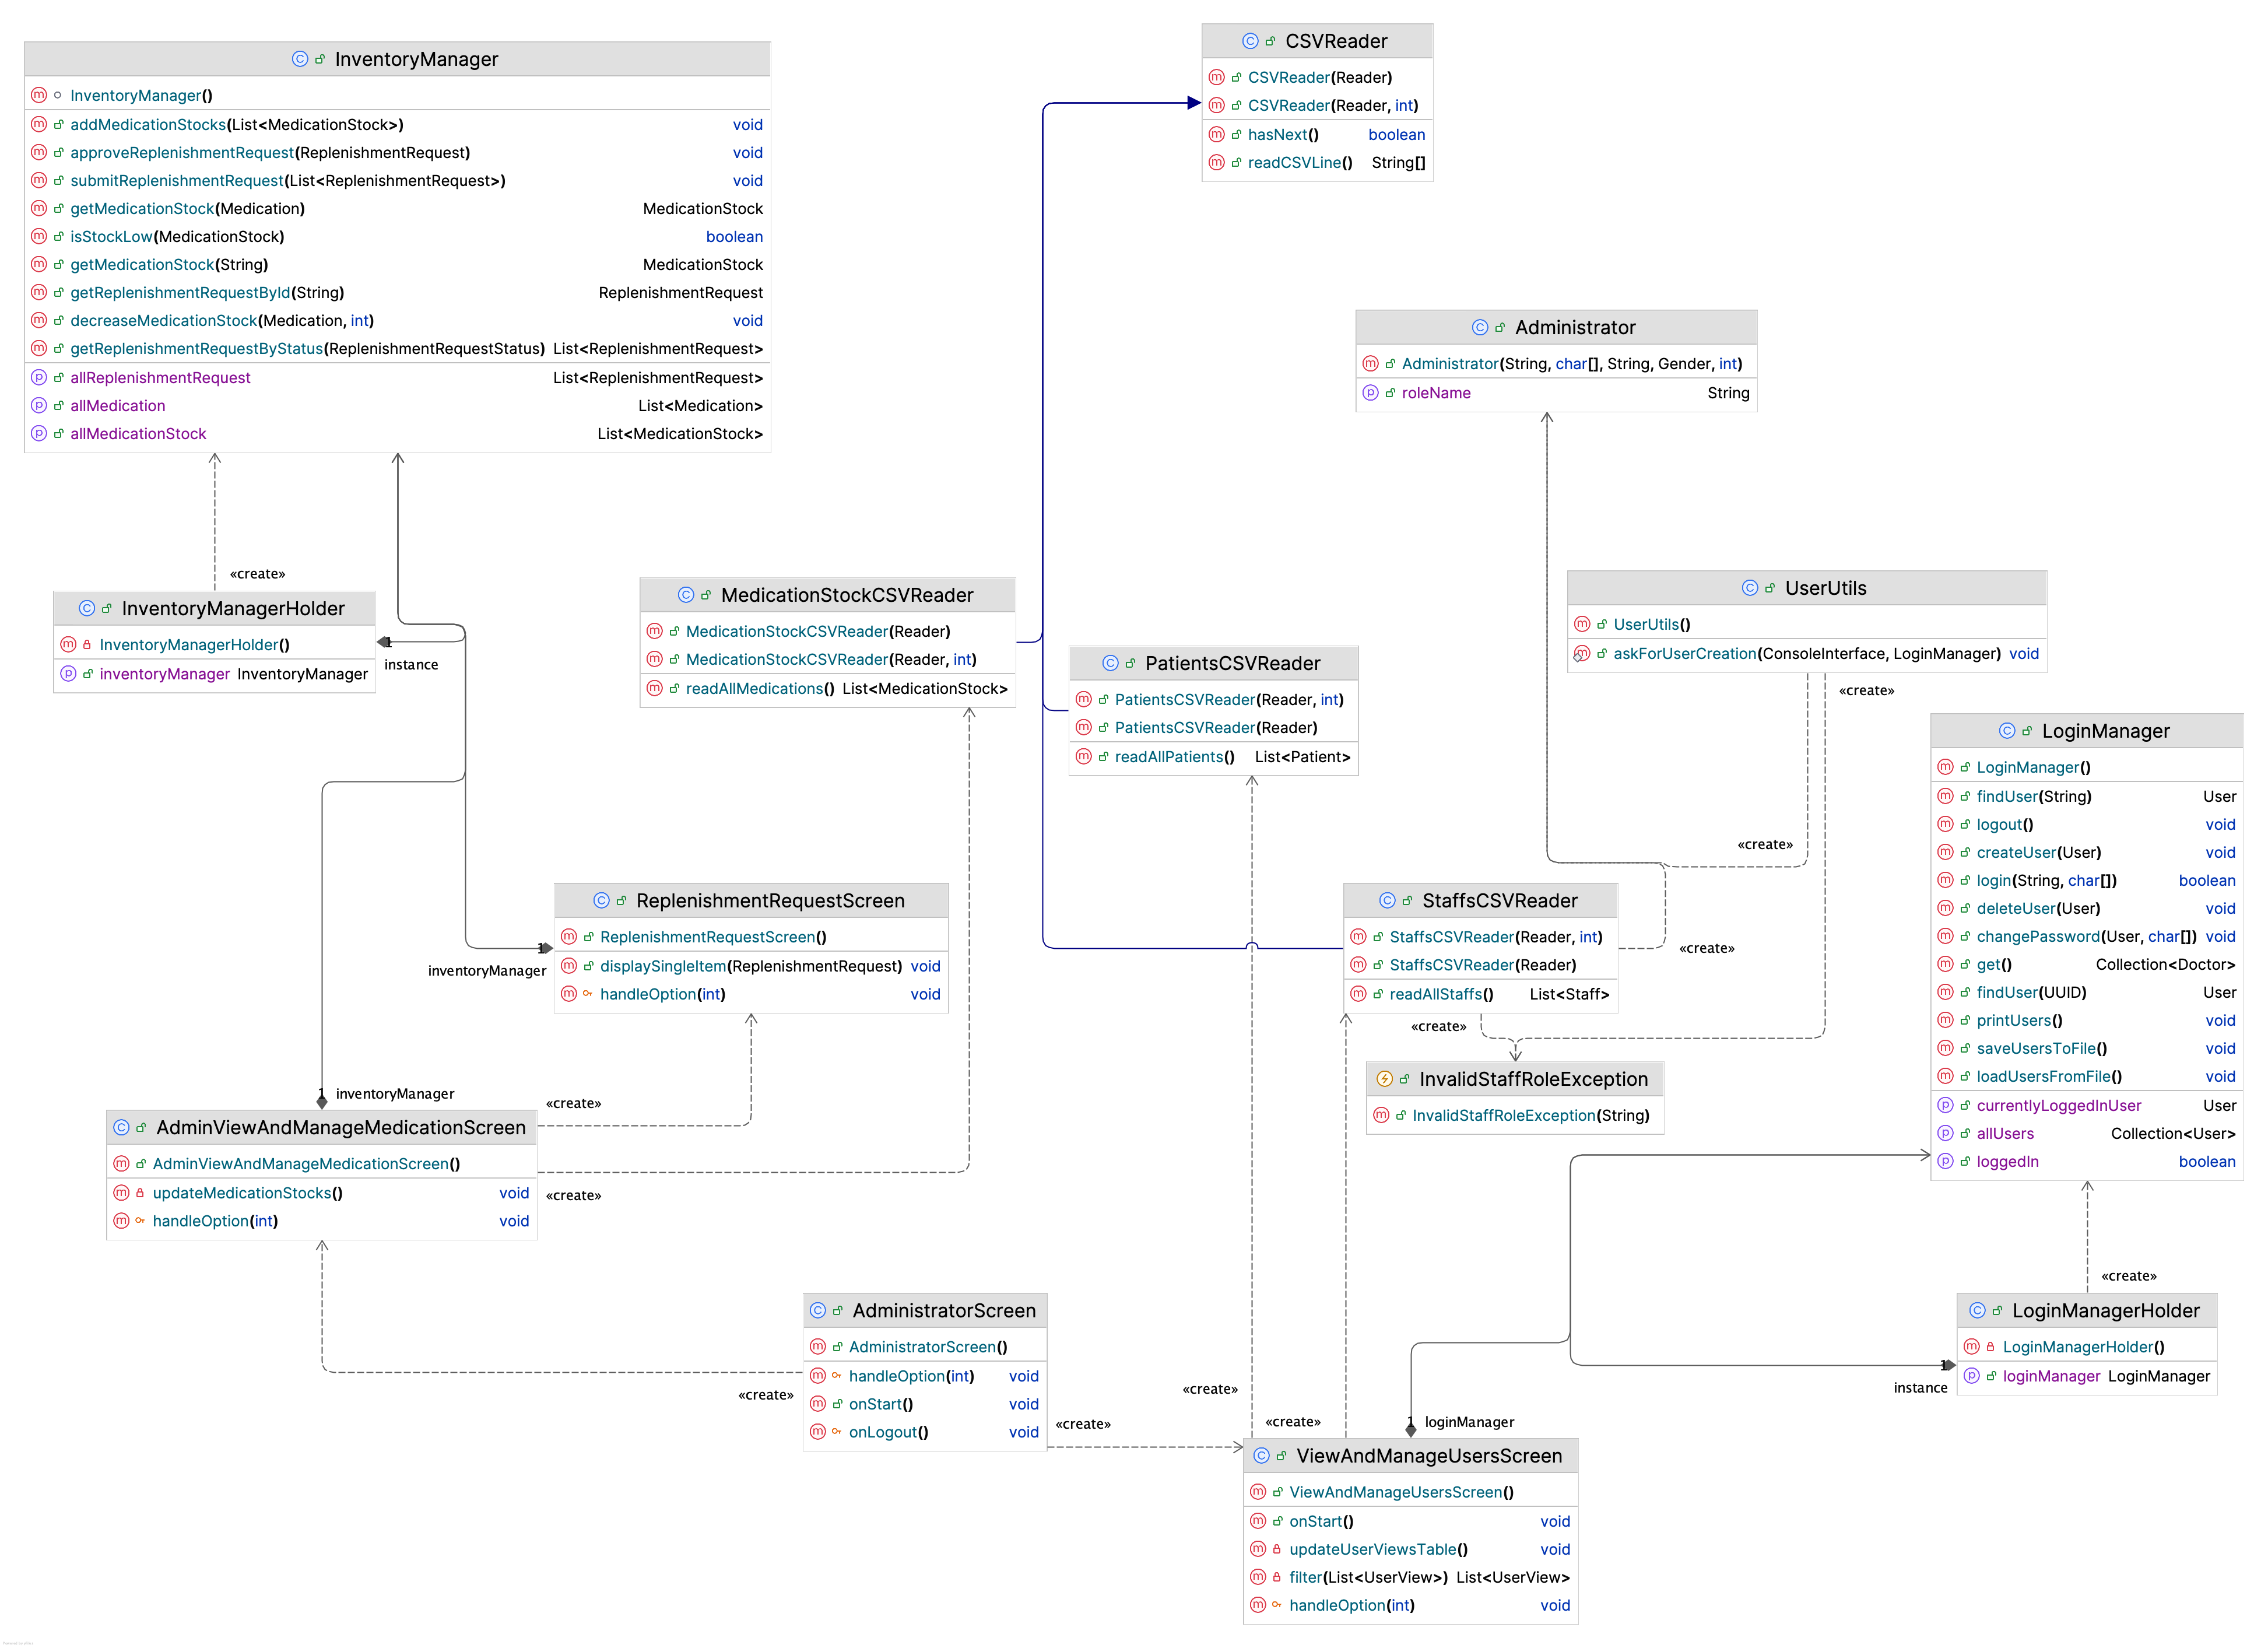 InventoryManager
InventoryManager()
addMedicationStocks(List<MedicationStock>) void
approveReplenishmentRequest(ReplenishmentRequest) void
submitReplenishmentRequest(List<ReplenishmentRequest>) void
getMedicationStock(Medication) MedicationStock
isStockLow(MedicationStock) boolean
getMedicationStock(String) MedicationStock
getReplenishmentRequestById(String) ReplenishmentRequest
decreaseMedicationStock(Medication, int) void
getReplenishmentRequestByStatus(ReplenishmentRequestStatus) List<ReplenishmentRequest>
allReplenishmentRequest List<ReplenishmentRequest>
allMedication List<Medication>
allMedicationStock List<MedicationStock>
CSVReader
CSVReader(Reader)
CSVReader(Reader, int)
hasNext() boolean
readCSVLine() String[]
Administrator
Administrator(String, char[], String, Gender, int)
roleName String
«create»
InventoryManagerHolder
InventoryManagerHolder()
inventoryManager InventoryManager
1
instance
MedicationStockCSVReader
MedicationStockCSVReader(Reader)
MedicationStockCSVReader(Reader, int)
readAllMedications() List<MedicationStock>
PatientsCSVReader
PatientsCSVReader(Reader, int)
PatientsCSVReader(Reader)
readAllPatients() List<Patient>
UserUtils
UserUtils()
askForUserCreation(ConsoleInterface, LoginManager) void
«create»
«create»
LoginManager
LoginManager()
findUser(String) User
logout() void
createUser(User) void
login(String, char[]) boolean
deleteUser(User) void
changePassword(User, char[]) void
get() Collection<Doctor>
findUser(UUID) User
printUsers() void
saveUsersToFile() void
loadUsersFromFile() void
currentlyLoggedInUser User
allUsers Collection<User>
loggedIn boolean
ReplenishmentRequestScreen
ReplenishmentRequestScreen()
displaySingleItem(ReplenishmentRequest) void
handleOption(int) void
1
inventoryManager
StaffsCSVReader
StaffsCSVReader(Reader, int)
StaffsCSVReader(Reader)
readAllStaffs() List<Staff>
«create»
«create»
InvalidStaffRoleException
InvalidStaffRoleException(String)
1
inventoryManager
AdminViewAndManageMedicationScreen
AdminViewAndManageMedicationScreen()
updateMedicationStocks() void
handleOption(int) void
«create»
«create»
AdministratorScreen
AdministratorScreen()
handleOption(int) void
onStart() void
onLogout() void
«create»
«create»
«create»
«create»
«create»
LoginManagerHolder
LoginManagerHolder()
loginManager LoginManager
1
instance
1
loginManager
ViewAndManageUsersScreen
ViewAndManageUsersScreen()
onStart() void
updateUserViewsTable() void
filter(List<UserView>) List<UserView>
handleOption(int) void